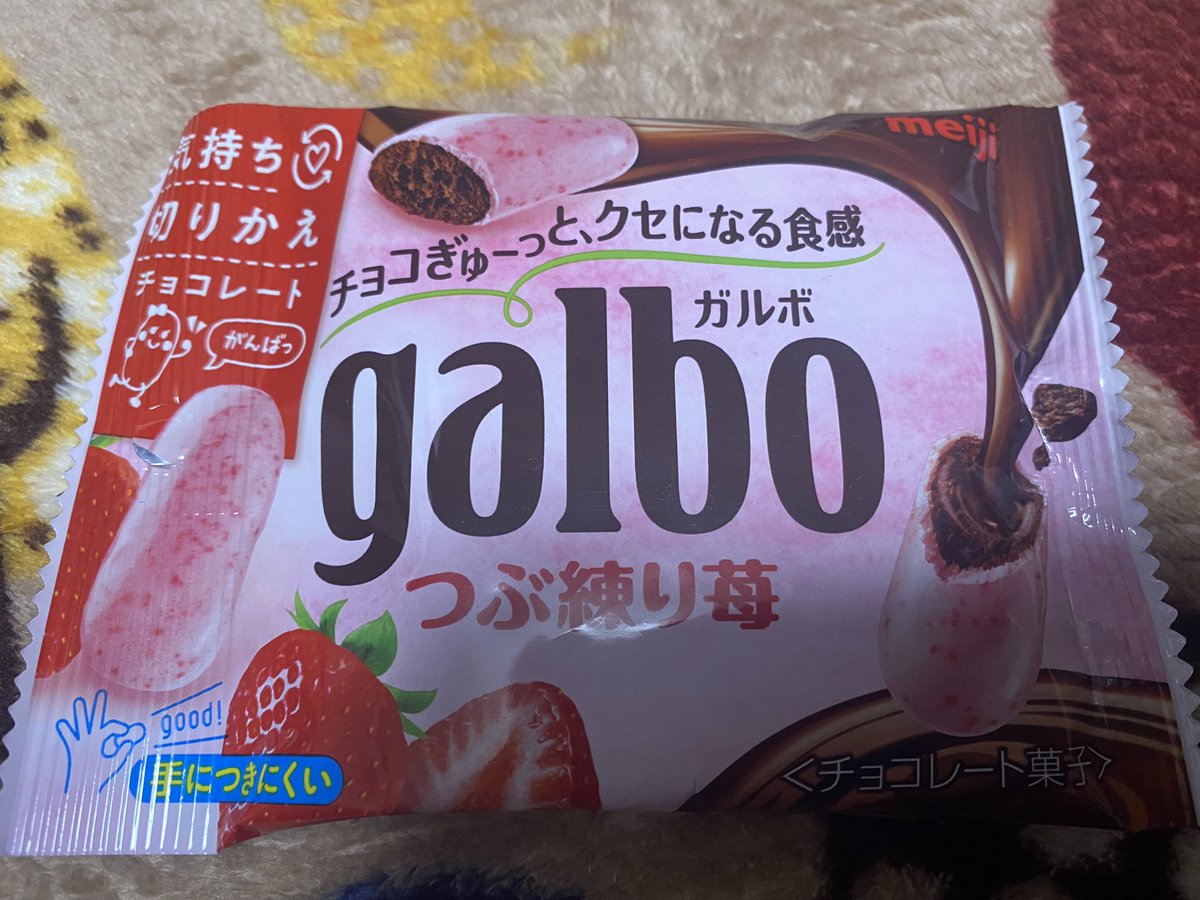 気持ち
切りかえ
チョコレート
がんばっ
meiji
チョコぎゅーっと、クセになる食感
ガルボ
galbo
つぶ練り苺
good!
手につきにくい
<チョコレート菓子>